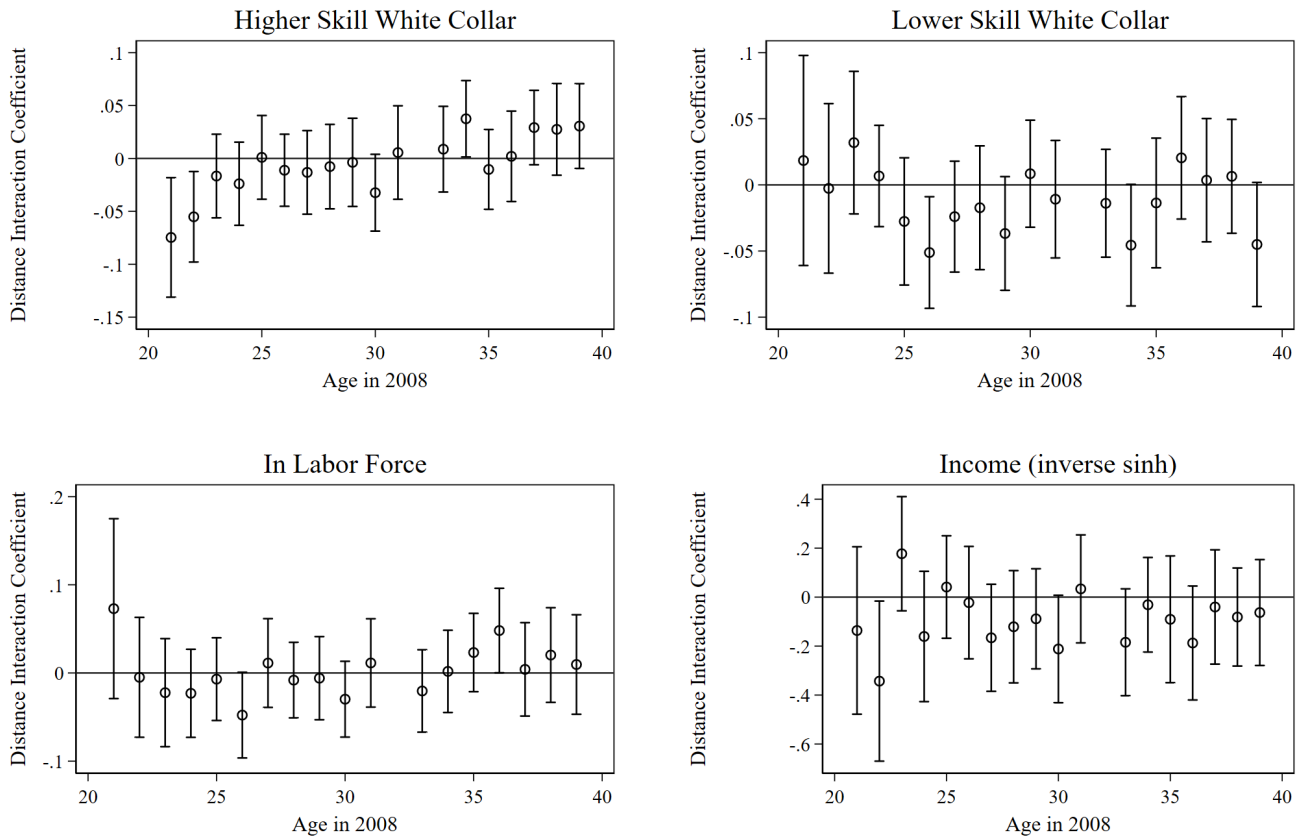 Higher Skill White Collar
Distance Interaction Coefficient
.1
.05
0
-.05
-.1
-.15
20 25 30 35 40
Age in 2008
Lower Skill White Collar
Distance Interaction Coefficient
.1
.05
0
-.05
-.1
20 25 30 35 40
Age in 2008
In Labor Force
Distance Interaction Coefficient
.2
.1
0
-.1
20 25 30 35 40
Age in 2008
Income (inverse sinh)
Distance Interaction Coefficient
.4
.2
0
-.2
-.4
-.6
20 25 30 35 40
Age in 2008